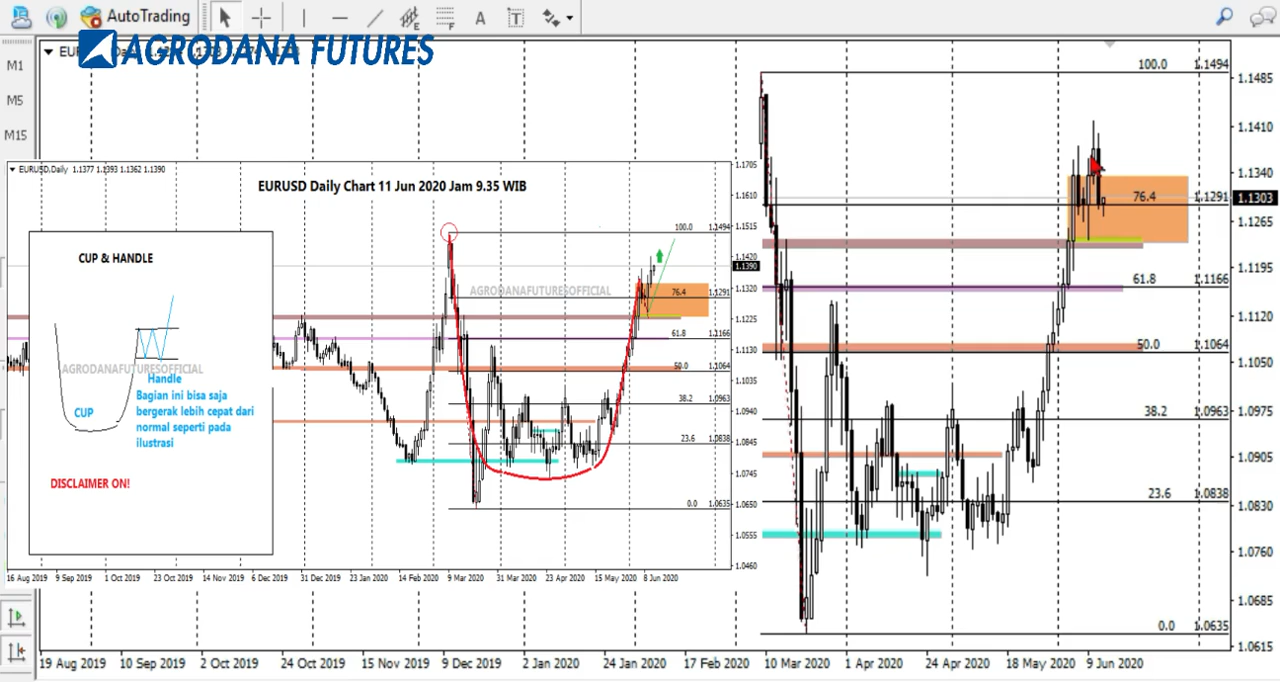 AutoTrading
AGRODANA FUTURES
M1
M5
M15
EURUSD,Daily 1.1377 1.1393 1.1362 1.1390
EURUSD Daily Chart 11 Jun 2020 Jam 9.35 WIB
CUP & HANDLE
AGRODANAFUTURESOFFICIAL
CUP
Handle
Bagian ini bisa saja
bergerak lebih cepat dari
normal seperti pada
ilustrasi
DISCLAIMER ON!
AGRODANAFUTURESOFFICIAL
100.0 1.1494
76.4 1.1291
61.8 1.1166
50.0 1.1064
38.2 1.0963
23.6 1.0838
0.0 1.0635
1.1705
1.1610
1.1515
1.1420
1.1390
1.1320
1.1225
1.1130
1.1035
1.0940
1.0845
1.0745
1.0650
1.0555
1.0460
16 Aug 2019 9 Sep 2019 1 Oct 2019 23 Oct 2019 14 Nov 2019 6 Dec 2019 31 Dec 2019 23 Jan 2020 14 Feb 2020 9 Mar 2020 31 Mar 2020 23 Apr 2020 15 May 2020 8 Jun 2020
100.0 1.1494
76.4 1.1291
61.8 1.1166
50.0 1.1064
38.2 1.0963
23.6 1.0838
0.0 1.0635
1.1485
1.1410
1.1340
1.1303
1.1265
1.1195
1.1120
1.1050
1.0975
1.0905
1.0830
1.0760
1.0685
1.0615
19 Aug 2019 10 Sep 2019 2 Oct 2019 24 Oct 2019 15 Nov 2019 9 Dec 2019 2 Jan 2020 24 Jan 2020 17 Feb 2020 10 Mar 2020 1 Apr 2020 24 Apr 2020 18 May 2020 9 Jun 2020